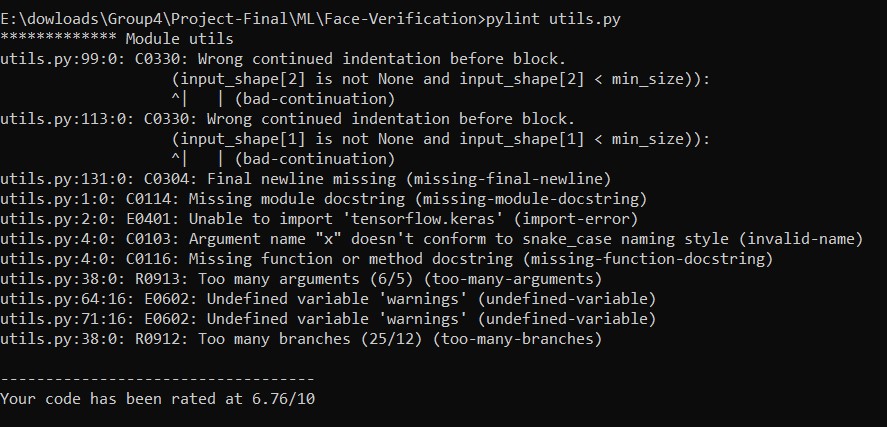 E:\dowloads\Group4\Project-Final\ML\Face-Verification>pylint utils.py
************* Module utils
utils.py:99:0: C0330: Wrong continued indentation before block.
                   (input_shape[2] is not None and input_shape[2] < min_size)):
                   ^|   | (bad-continuation)
utils.py:113:0: C0330: Wrong continued indentation before block.
                   (input_shape[1] is not None and input_shape[1] < min_size)):
                   ^|   | (bad-continuation)
utils.py:131:0: C0304: Final newline missing (missing-final-newline)
utils.py:1:0: C0114: Missing module docstring (missing-module-docstring)
utils.py:2:0: E0401: Unable to import 'tensorflow.keras' (import-error)
utils.py:4:0: C0103: Argument name "x" doesn't conform to snake_case naming style (invalid-name)
utils.py:4:0: C0116: Missing function or method docstring (missing-function-docstring)
utils.py:38:0: R0913: Too many arguments (6/5) (too-many-arguments)
utils.py:64:16: E0602: Undefined variable 'warnings' (undefined-variable)
utils.py:71:16: E0602: Undefined variable 'warnings' (undefined-variable)
utils.py:38:0: R0912: Too many branches (25/12) (too-many-branches)

-----------------------------------
Your code has been rated at 6.76/10